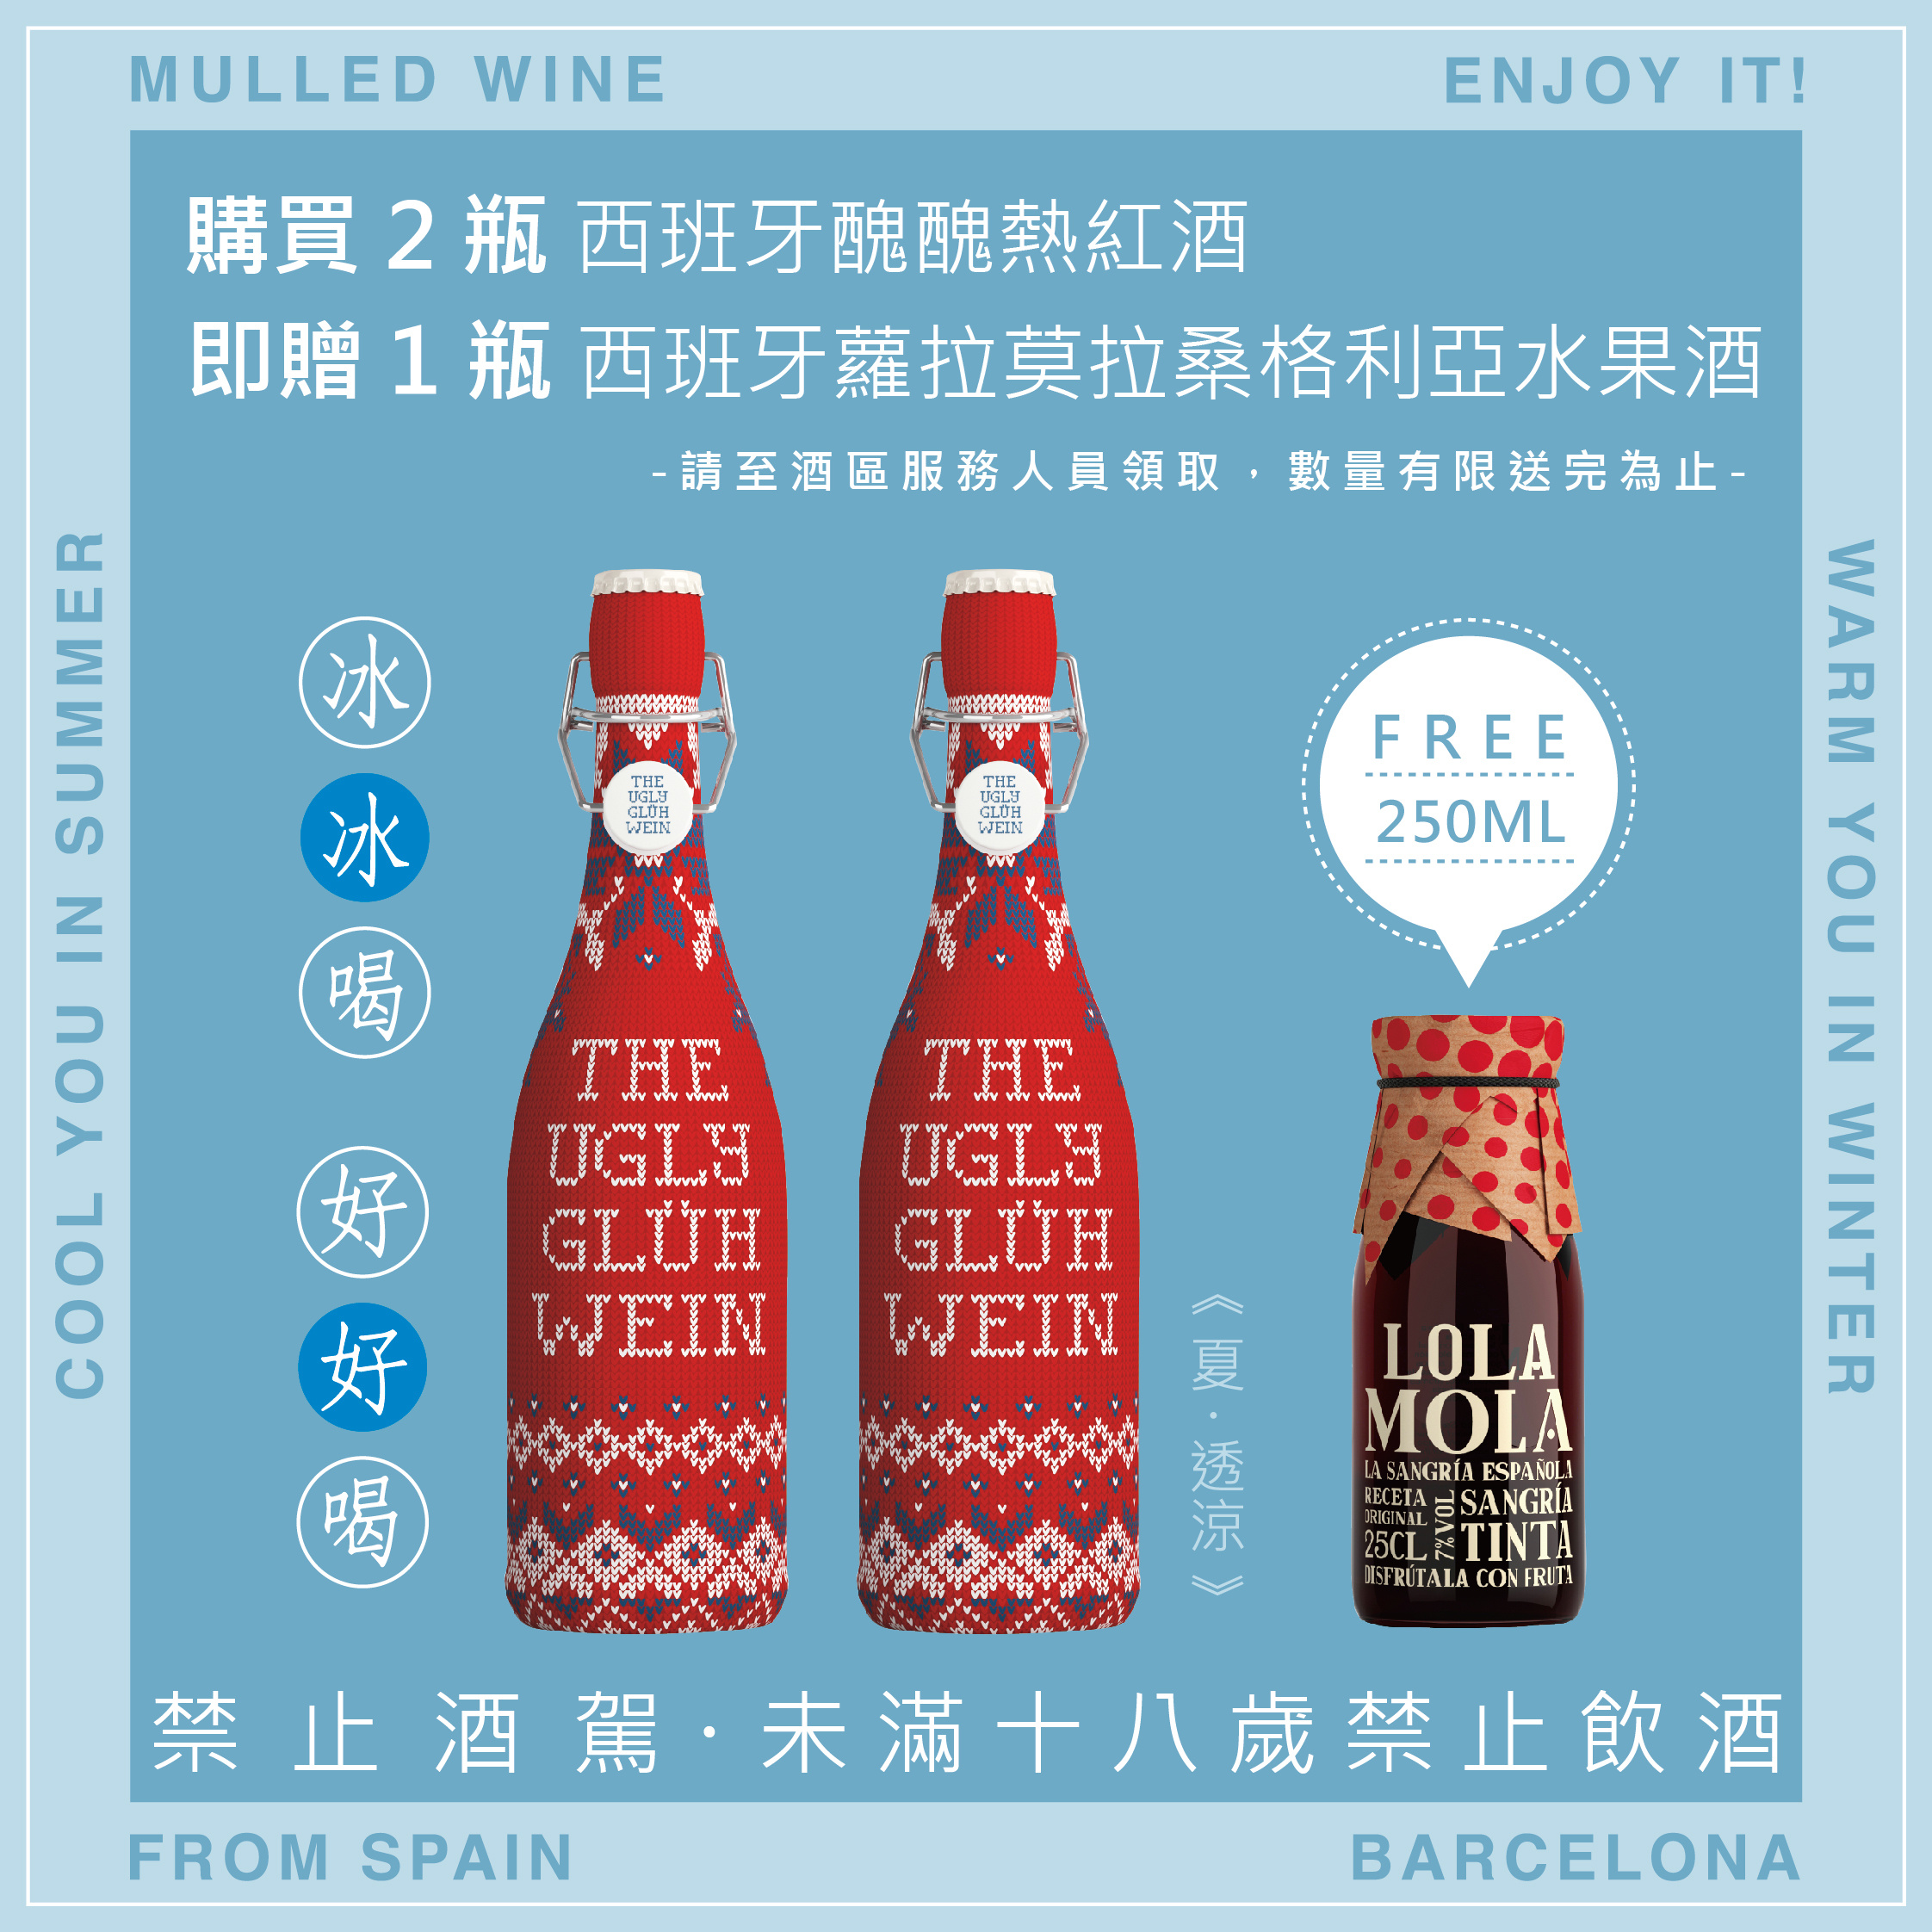 MULLED WINE
ENJOY IT!
購買2瓶 西班牙醜醜熱紅酒
即贈1瓶 西班牙蘿拉莫拉桑格利亞水果酒
-請至酒區服務人員領取，數量有限送完為止-
COOL YOU IN SUMMER
WARM YOU IN WINTER
冰
冰
喝
好
好
喝
THE
UGLY
GLÜH
WEIN
THE
UGLY
GLÜH
WEIN
THE
UGLY
GLÜH
WEIN
THE
UGLY
GLÜH
WEIN
《夏·透涼》
FREE
250ML
LOLA
MOLA
LA SANGRÍA ESPAÑOLA
RECETA
ORIGINAL
25CL
7%VOL
SANGRÍA
TINTA
DISFRÚTALA CON FRUTA
禁止酒駕·未滿十八歲禁止飲酒
FROM SPAIN
BARCELONA